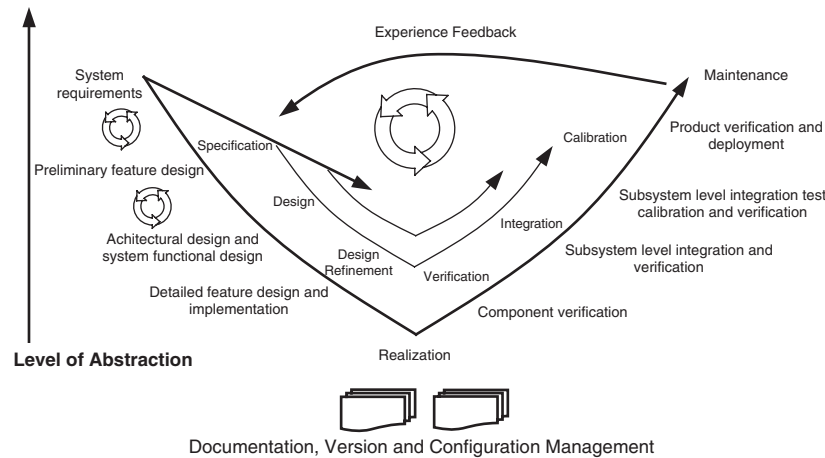 Experience Feedback
System
requirements
Maintenance
Specification
Calibration
Product verification and
deployment
Preliminary feature design
Design
Subsystem level integration test
calibration and verification
Integration
Achitectural design and
system functional design
Design
Refinement
Verification
Subsystem level integration and
verification
Detailed feature design and
implementation
Component verification
Level of Abstraction
Realization
Documentation, Version and Configuration Management